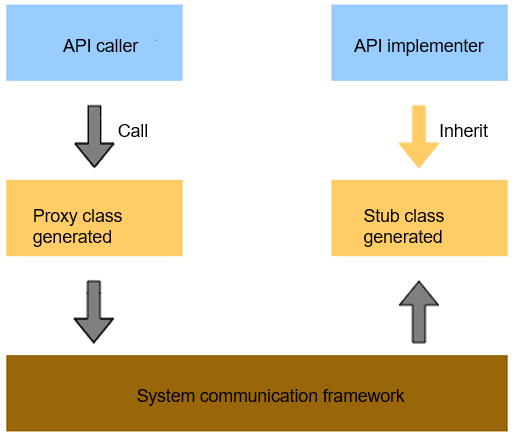 API caller
API implementer
Call
Inherit
Proxy class
generated
Stub class
generated
System communication framework